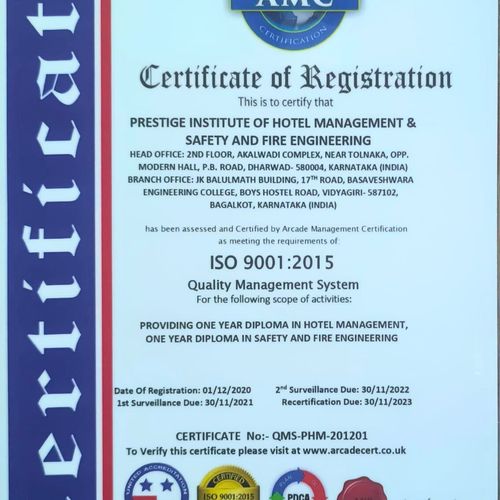 AMC
CERTIFICATION
Certificat
Certificate of Registration
This is to certify that
PRESTIGE INSTITUTE OF HOTEL MANAGEMENT &
SAFETY AND FIRE ENGINEERING
HEAD OFFICE: 2ND FLOOR, AKALWADI COMPLEX, NEAR TOLNAKA, OPP.
MODERN HALL, P.B. ROAD, DHARWAD- 580004, KARNATAKA (INDIA)
BRANCH OFFICE: JK BALULMATH BUILDING, 17TH ROAD, BASAVESHWARA
ENGINEERING COLLEGE, BOYS HOSTEL ROAD, VIDYAGIRI- 587102,
BAGALKOT, KARNATAKA (INDIA)
has been assessed and Certified by Arcade Management Certification
as meeting the requirements of:
ISO 9001:2015
Quality Management System
For the following scope of activities:
PROVIDING ONE YEAR DIPLOMA IN HOTEL MANAGEMENT,
ONE YEAR DIPLOMA IN SAFETY AND FIRE ENGINEERING
Date Of Registration: 01/12/2020 2nd Surveillance Due: 30/11/2022
1st Surveillance Due: 30/11/2021 Recertification Due: 30/11/2023
CERTIFICATE No:- QMS-PHM-201201
To Verify this certificate please visit at www.arcadecert.co.uk
UNITED ACCREDITATION
CERTIFIED
ISO 9001:2015
PLAN
DO
PDCA